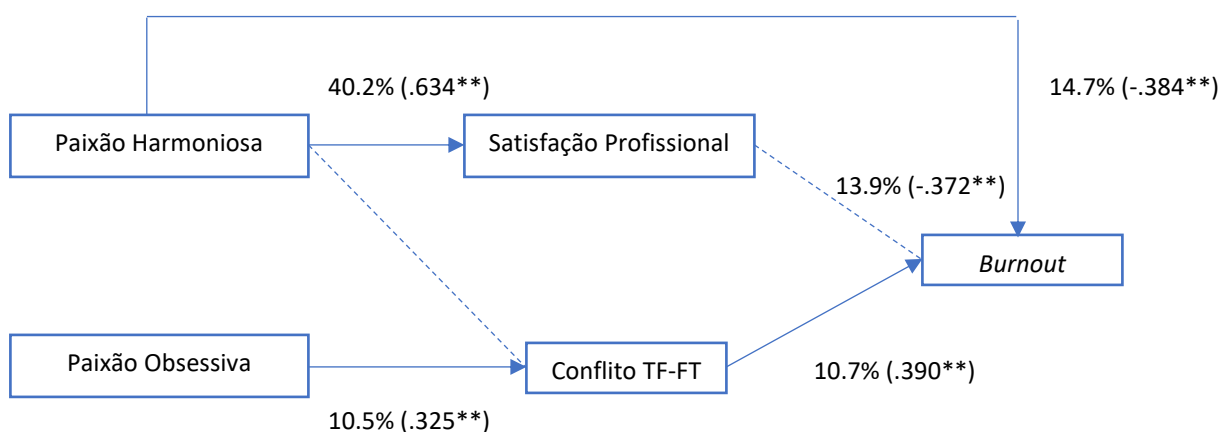 40.2% (.634**)
14.7% (-.384**)
Paixão Harmoniosa
Satisfação Profissional
13.9% (-.372**)
Burnout
Paixão Obsessiva
Conflito TF-FT
10.7% (.390**)
10.5% (.325**)